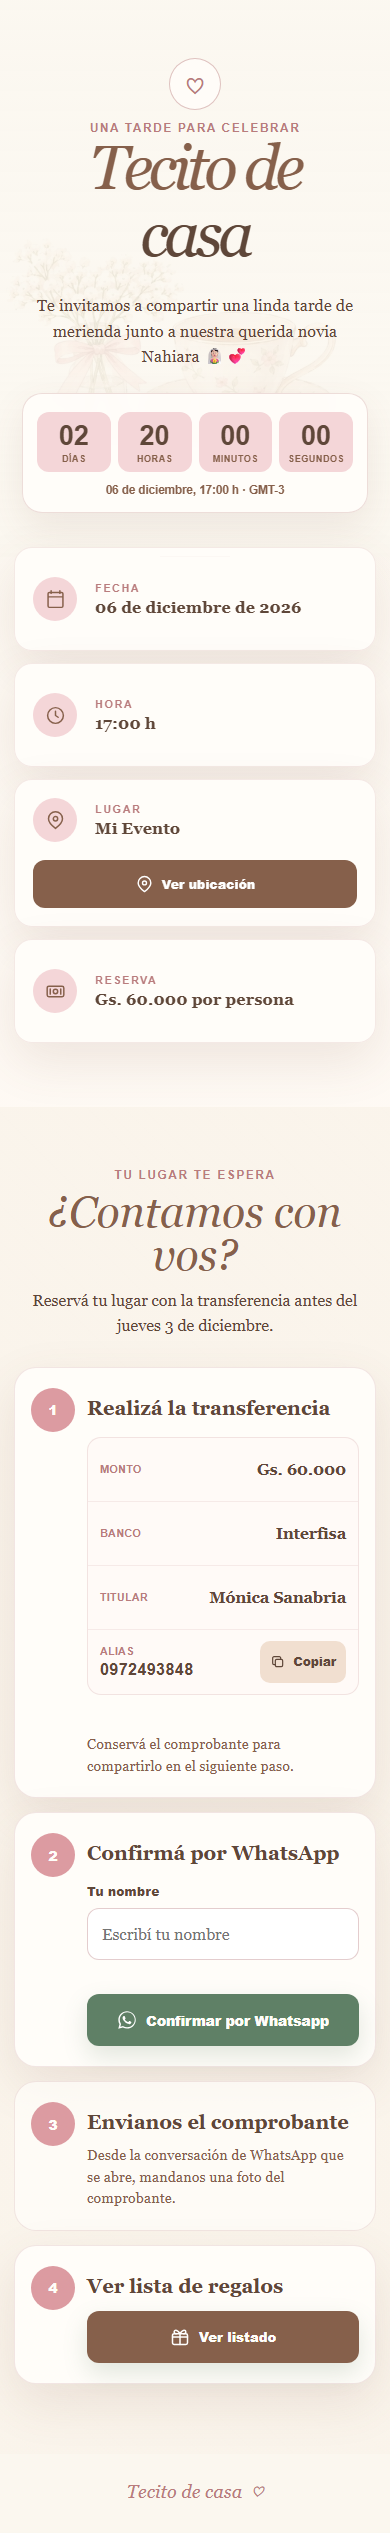 UNA TARDE PARA CELEBRAR
Tecito de
casa
Te invitamos a compartir una linda tarde de
merienda junto a nuestra querida novia
Nahiara 👰🏻‍♀️ 💕
02 20 00 00
DÍAS HORAS MINUTOS SEGUNDOS
06 de diciembre, 17:00 h · GMT-3
FECHA
06 de diciembre de 2026
HORA
17:00 h
LUGAR
Mi Evento
Ver ubicación
RESERVA
Gs. 60.000 por persona
TU LUGAR TE ESPERA
¿Contamos con
vos?
Reservá tu lugar con la transferencia antes del
jueves 3 de diciembre.
1 Realizá la transferencia
MONTO Gs. 60.000
BANCO Interfisa
TITULAR Mónica Sanabria
ALIAS
0972493848 Copiar
Conservá el comprobante para
compartirlo en el siguiente paso.
2 Confirmá por WhatsApp
Tu nombre
Escribí tu nombre
Confirmar por Whatsapp
3 Envianos el comprobante
Desde la conversación de WhatsApp que
se abre, mandanos una foto del
comprobante.
4 Ver lista de regalos
Ver listado
Tecito de casa ♡